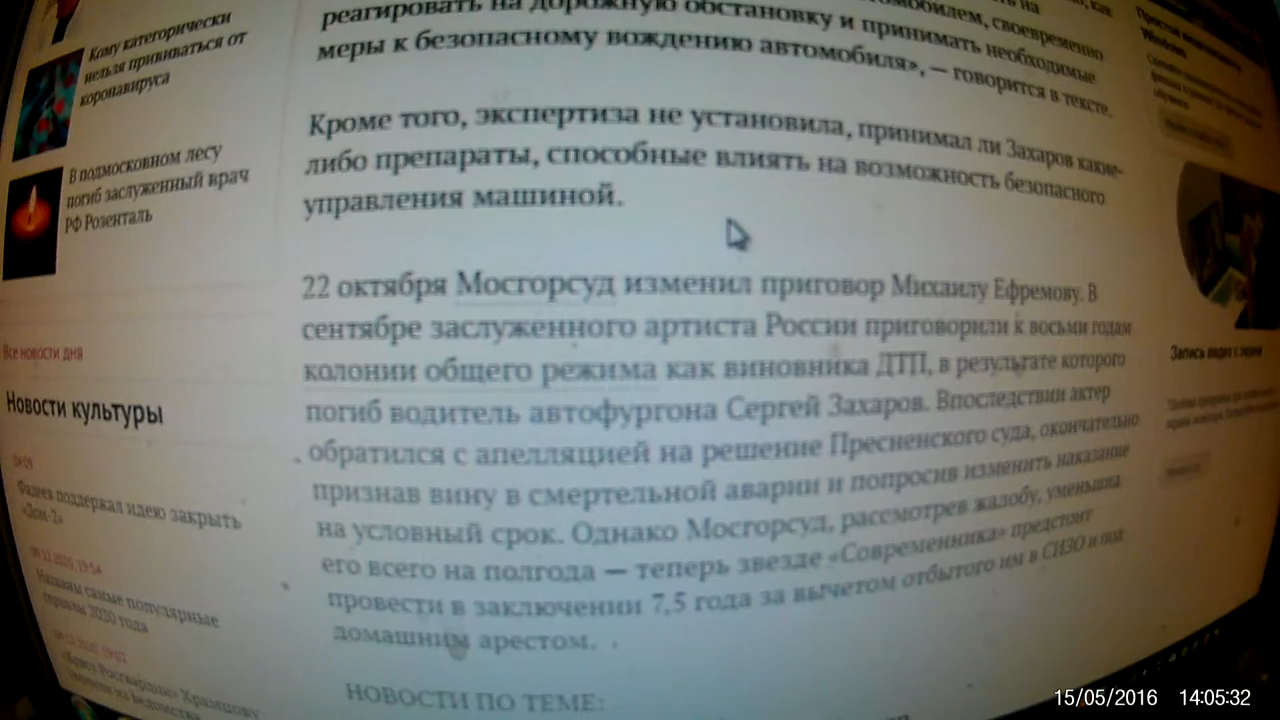 Кому категорически
нельзя прививаться от
коронавируса
В подмосковном лесу
погиб заслуженный врач
РФ Розенталь
Все новости дня
Новости культуры
04:09
Фадеев поддержал идею закрыть
«Дом-2»
19:54
Названы самые популярные
2020 года
реагировать на дорожную обстановку и принимать необходимые
меры к безопасному вождению автомобиля», — говорится в тексте.
Кроме того, экспертиза не установила, принимал ли Захаров какие-
либо препараты, способные влиять на возможность безопасного
управления машиной.
22 октября Мосгорсуд изменил приговор Михаилу Ефремову. В
сентябре заслуженного артиста России приговорили к восьми годам
колонии общего режима как виновника ДТП, в результате которого
погиб водитель автофургона Сергей Захаров. Впоследствии актер
обратился с апелляцией на решение Пресненского суда, окончательно
признав вину в смертельной аварии и попросив изменить наказание
на условный срок. Однако Мосгорсуд, рассмотрев жалобу, уменьшил
его всего на полгода — теперь звезде «Современника» предстоит
провести в заключении 7,5 года за вычетом отбытого им в СИЗО и под
домашним арестом.
НОВОСТИ ПО ТЕМЕ:
Запись видео с экрана
15/05/2016 14:05:32